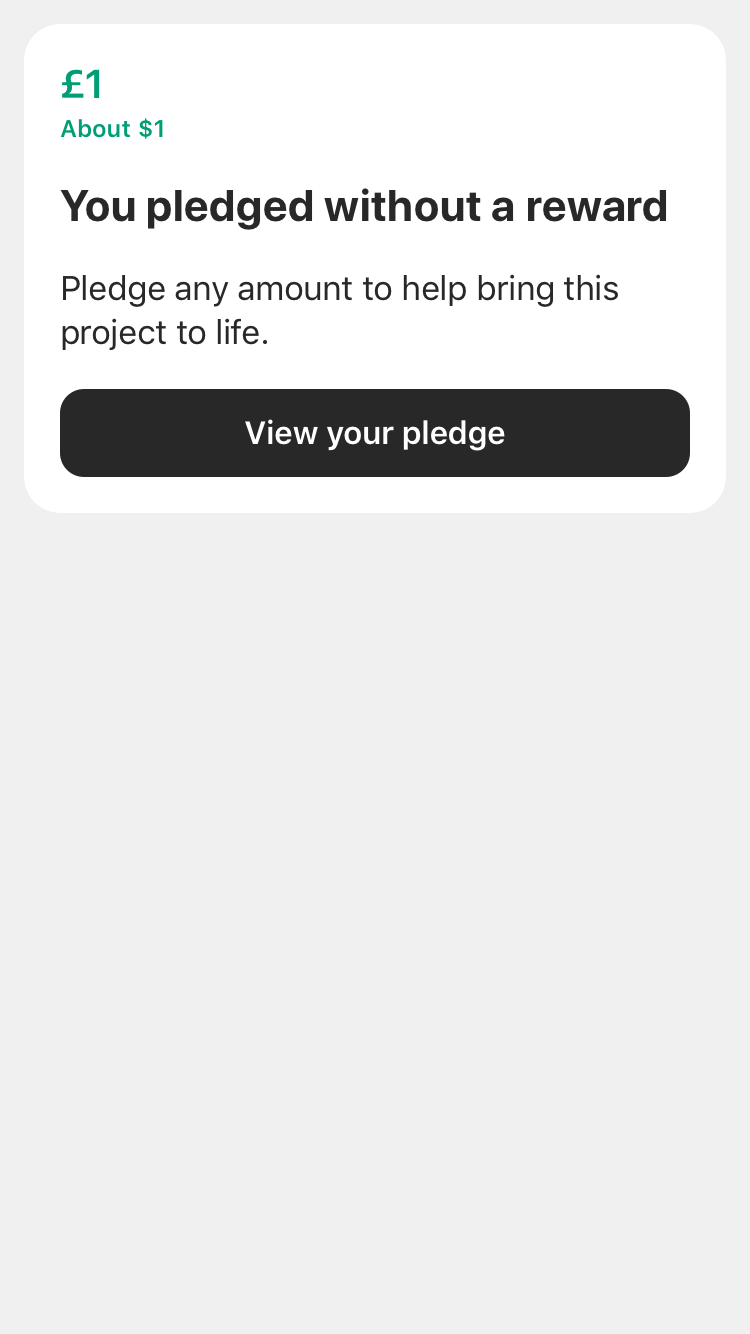 £1
About $1
You pledged without a reward
Pledge any amount to help bring this
project to life.
View your pledge